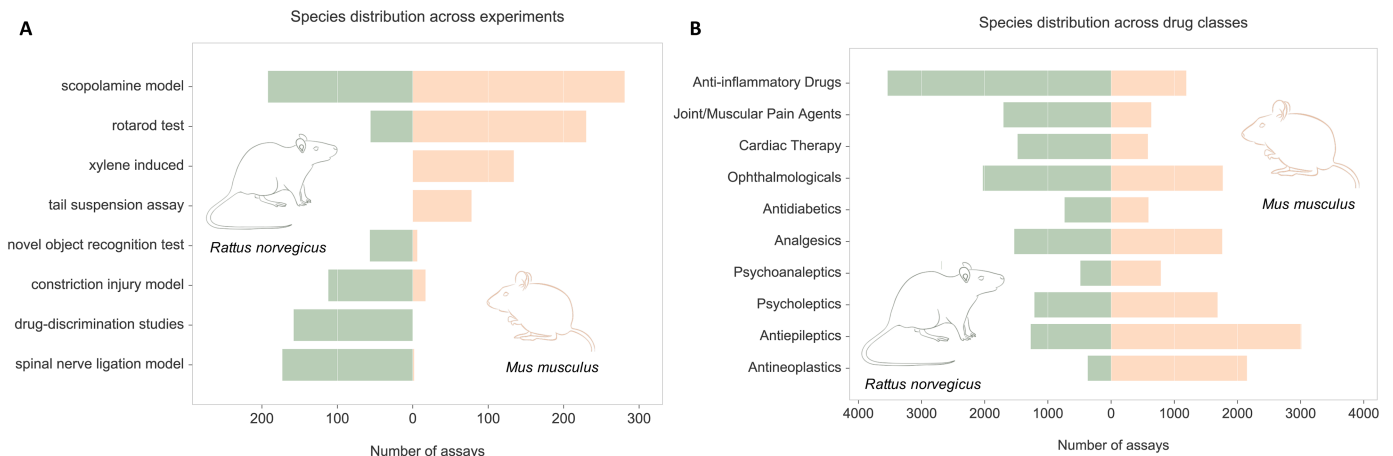 A
Species distribution across experiments
scopolamine model
rotarod test
xylene induced
tail suspension assay
novel object recognition test
constriction injury model
drug-discrimination studies
spinal nerve ligation model
Rattus norvegicus
Mus musculus
200 100 0 100 200 300
Number of assays
B
Species distribution across drug classes
Anti-inflammatory Drugs
Joint/Muscular Pain Agents
Cardiac Therapy
Ophthalmologicals
Antidiabetics
Analgesics
Psychoanaleptics
Psycholeptics
Antiepileptics
Antineoplastics
Mus musculus
Rattus norvegicus
4000 3000 2000 1000 0 1000 2000 3000 4000
Number of assays